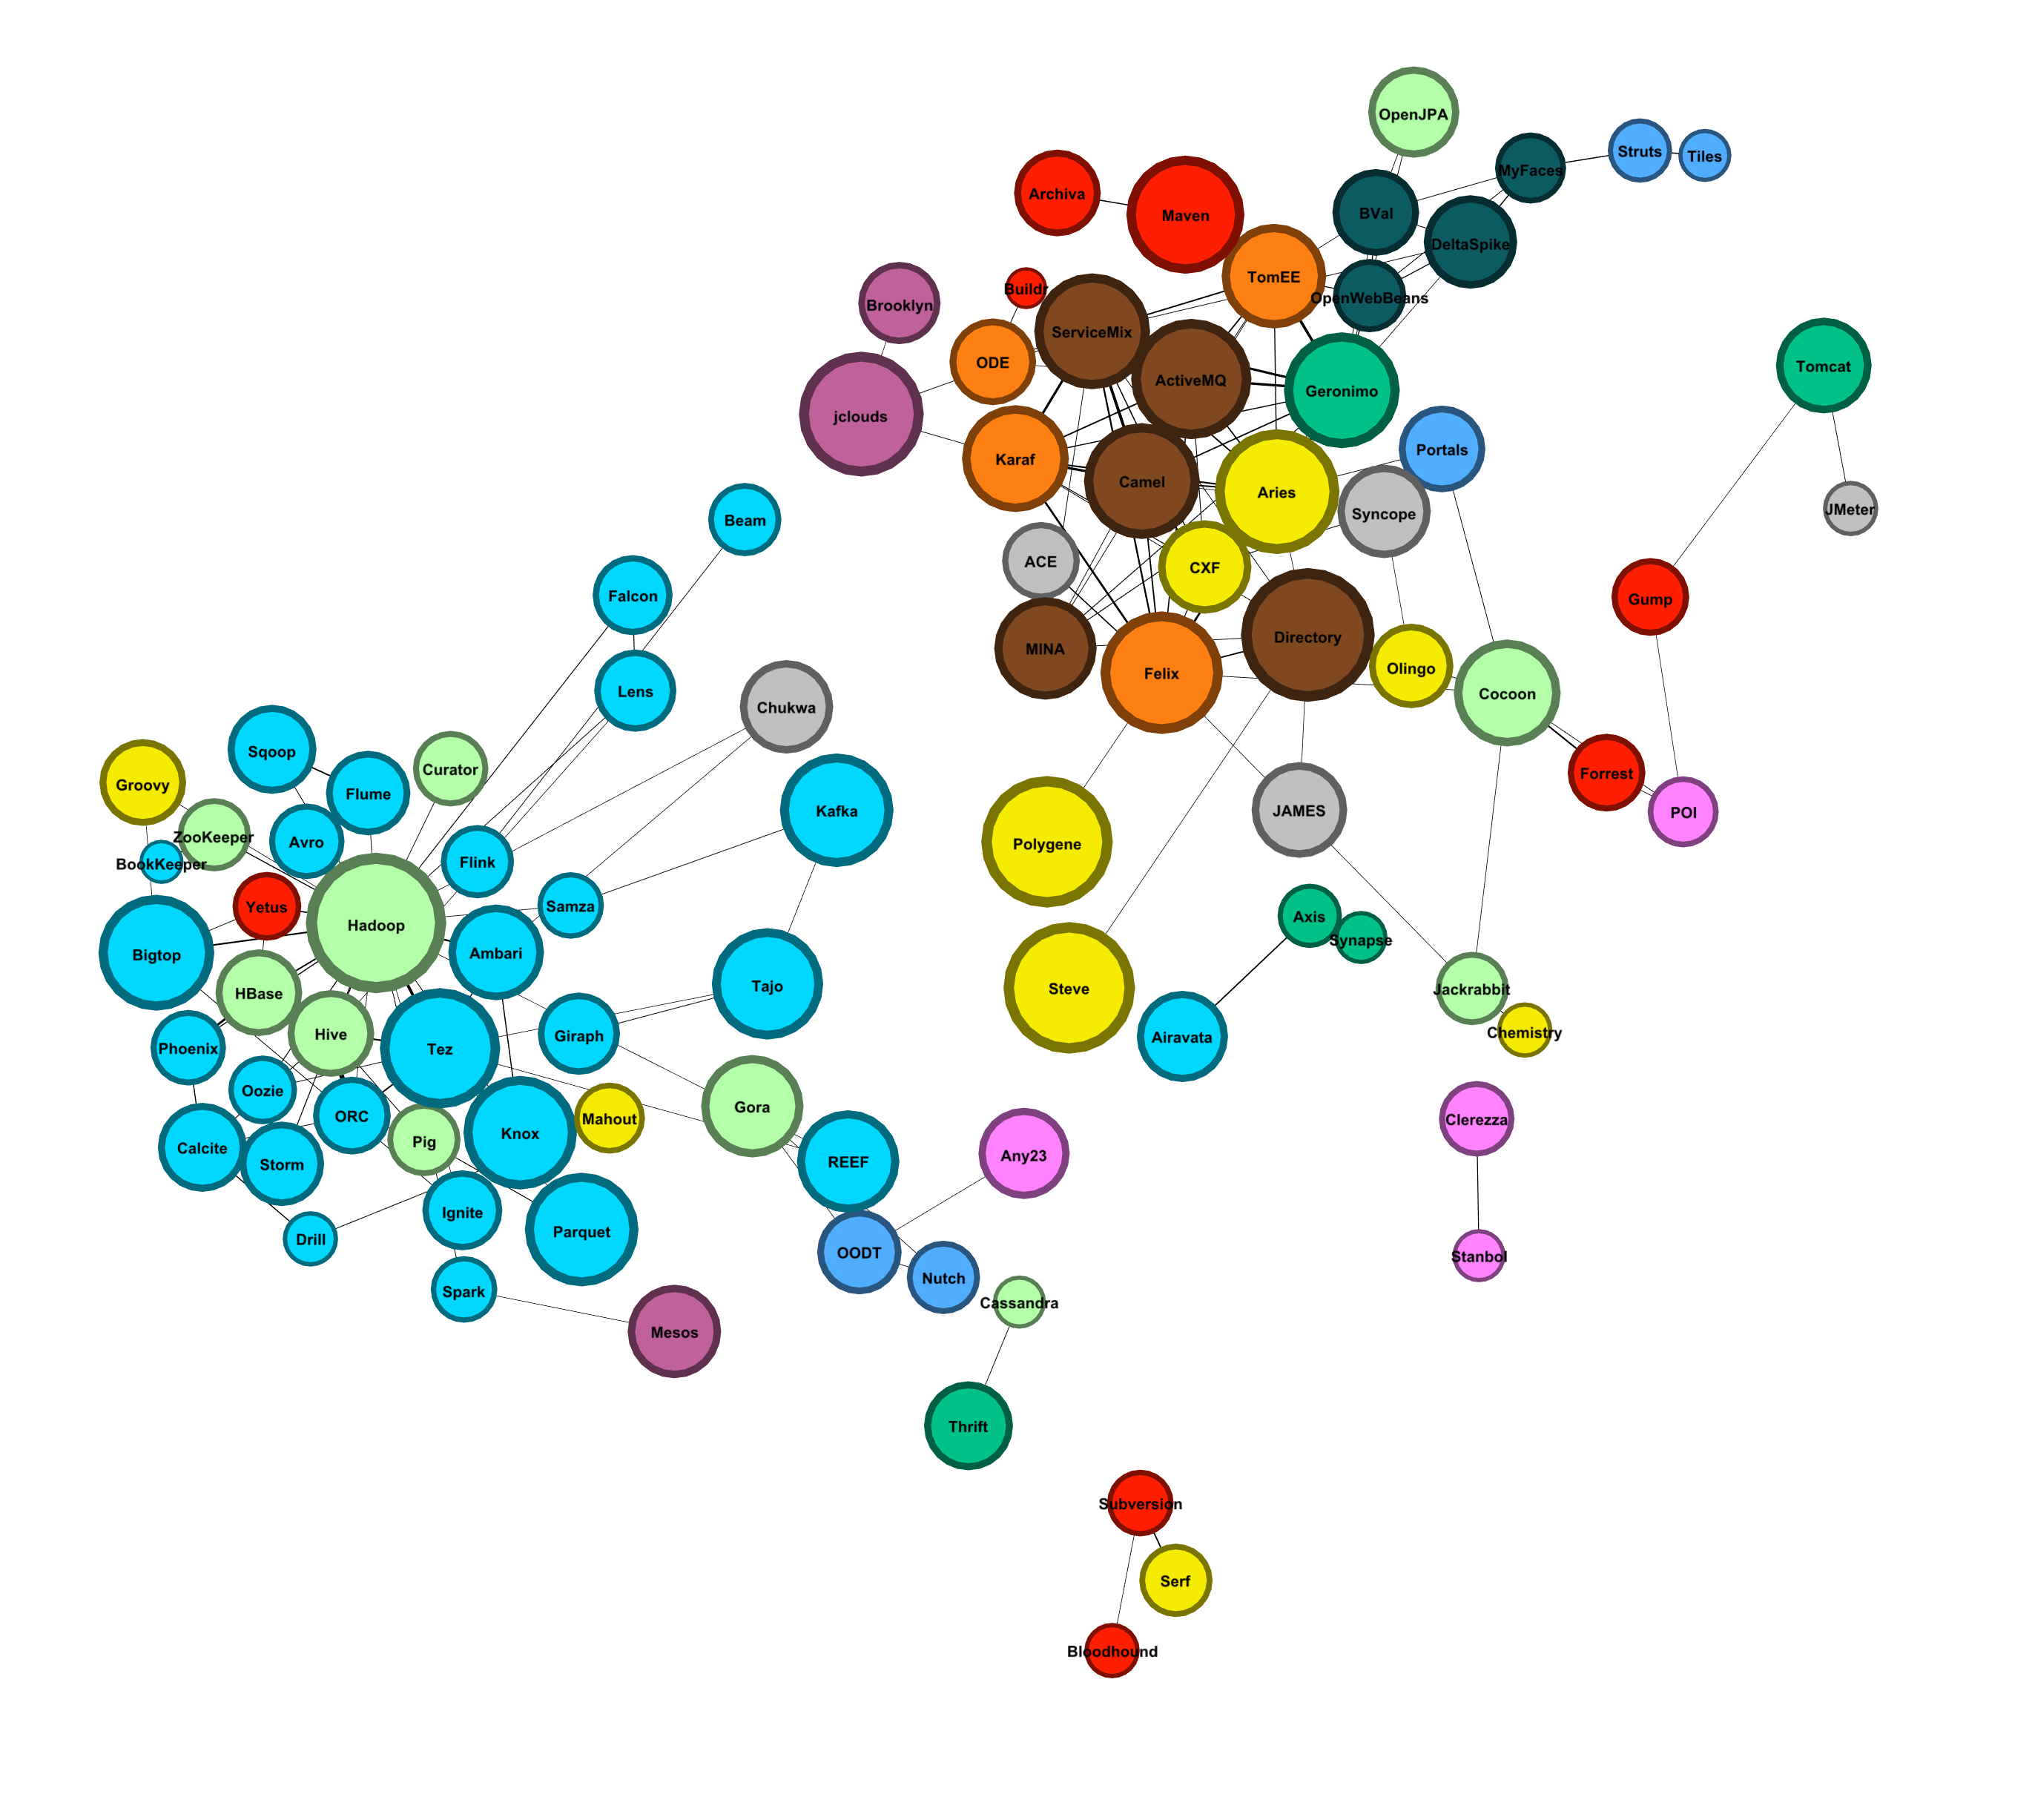 OpenJPA
Struts
Tiles
MyFaces
Archiva
Maven
BVal
DeltaSpike
TomEE
Buildr
OpenWebBeans
Brooklyn
ServiceMix
ODE
ActiveMQ
Geronimo
Tomcat
jclouds
Portals
Karaf
Camel
Aries
Syncope
JMeter
Beam
ACE
CXF
Falcon
Gump
Directory
MINA
Felix
Olingo
Lens
Cocoon
Chukwa
Sqoop
Curator
Forrest
Groovy
Flume
Kafka
JAMES
POI
ZooKeeper
Avro
Polygene
BookKeeper
Flink
Yetus
Samza
Axis
Hadoop
Synapse
Bigtop
Ambari
Tajo
Steve
Jackrabbit
HBase
Hive
Giraph
Chemistry
Phoenix
Tez
Airavata
Oozie
Gora
ORC
Mahout
Clerezza
Knox
Pig
Calcite
Any23
Storm
REEF
Ignite
Parquet
Drill
OODT
Stanbol
Nutch
Spark
Cassandra
Mesos
Thrift
Subversion
Serf
Bloodhound